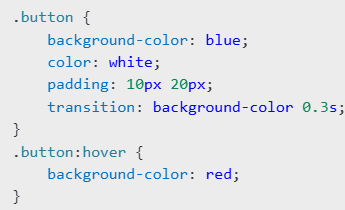 .button {
    background-color: blue;
    color: white;
    padding: 10px 20px;
    transition: background-color 0.3s;
}
.button:hover {
    background-color: red;
}